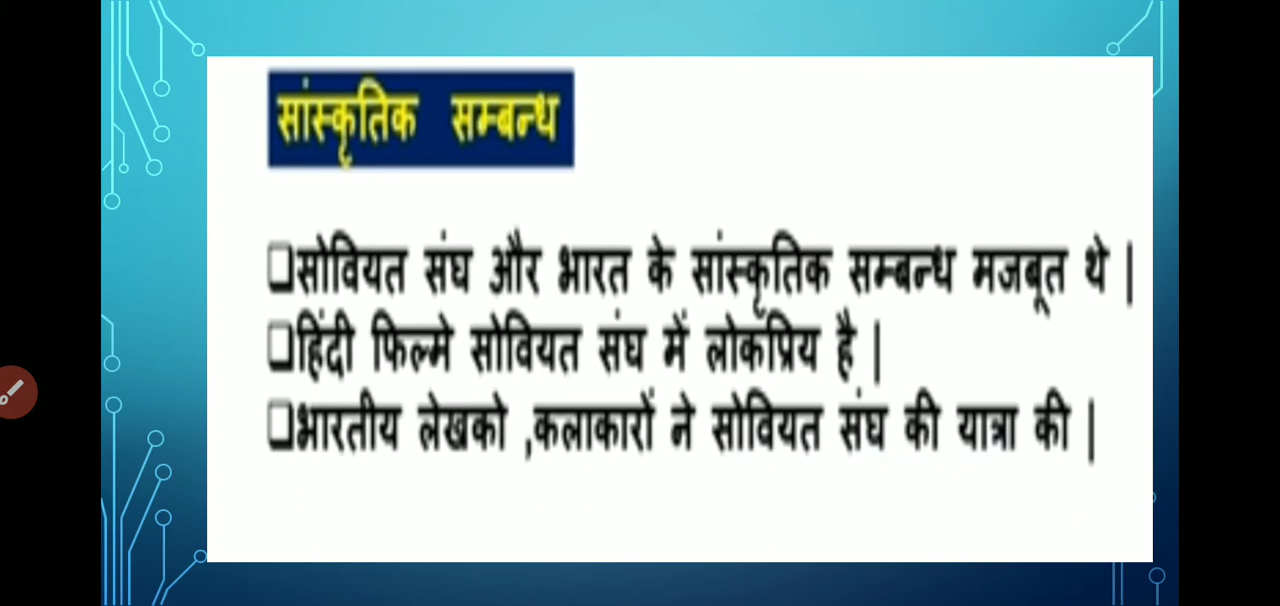 सांस्कृतिक सम्बन्ध
❑सोवियत संघ और भारत के सांस्कृतिक सम्बन्ध मजबूत थे |
❑हिंदी फिल्मे सोवियत संघ में लोकप्रिय है |
❑भारतीय लेखको ,कलाकारों ने सोवियत संघ की यात्रा की |